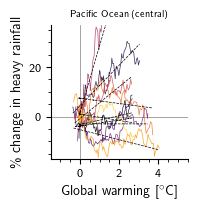 Pacific Ocean (central)
% change in heavy rainfall
20
0
0
2
4
Global warming [°C]